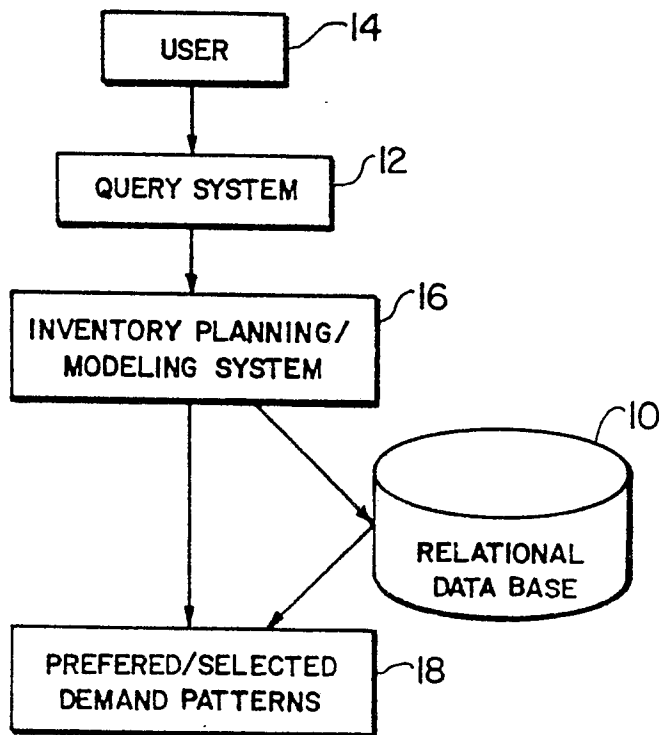 USER
14
QUERY SYSTEM
12
INVENTORY PLANNING/
MODELING SYSTEM
16
10
RELATIONAL
DATA BASE
PREFERED/SELECTED
DEMAND PATTERNS
18